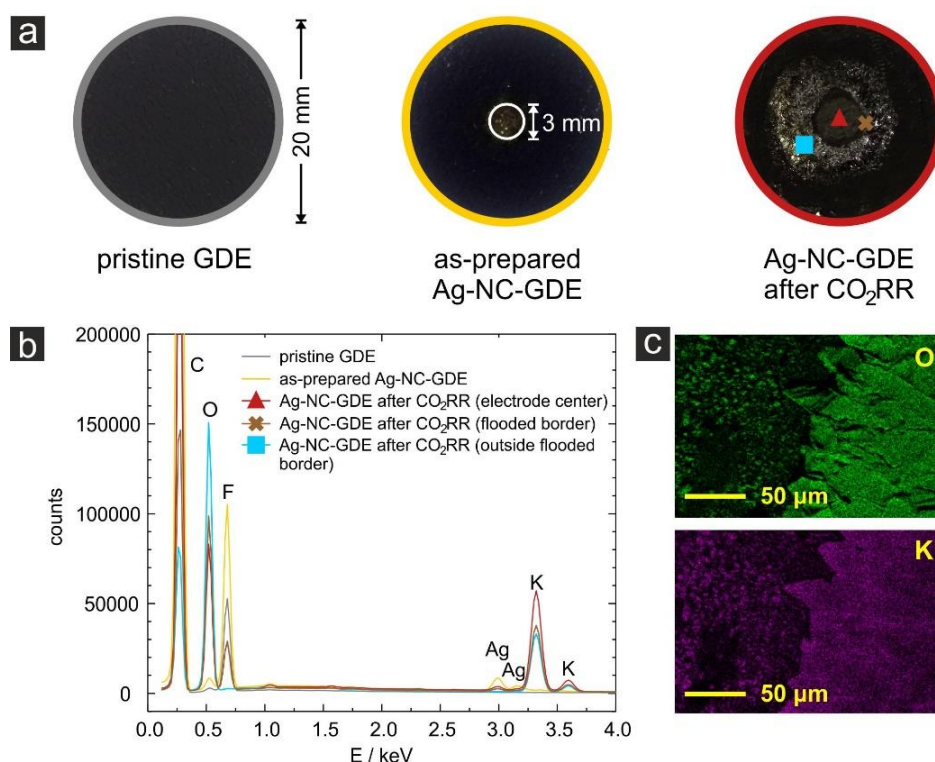 a
20 mm
3 mm
pristine GDE
as-prepared
Ag-NC-GDE
Ag-NC-GDE
after CO₂RR
b
200000
150000
100000
50000
0
counts
0.0 0.5 1.0 1.5 2.0 2.5 3.0 3.5 4.0
E / keV
C
O
F
Ag
Ag
K
K
pristine GDE
as-prepared Ag-NC-GDE
Ag-NC-GDE after CO₂RR (electrode center)
Ag-NC-GDE after CO₂RR (flooded border)
Ag-NC-GDE after CO₂RR (outside flooded
border)
c
O
50 µm
K
50 µm